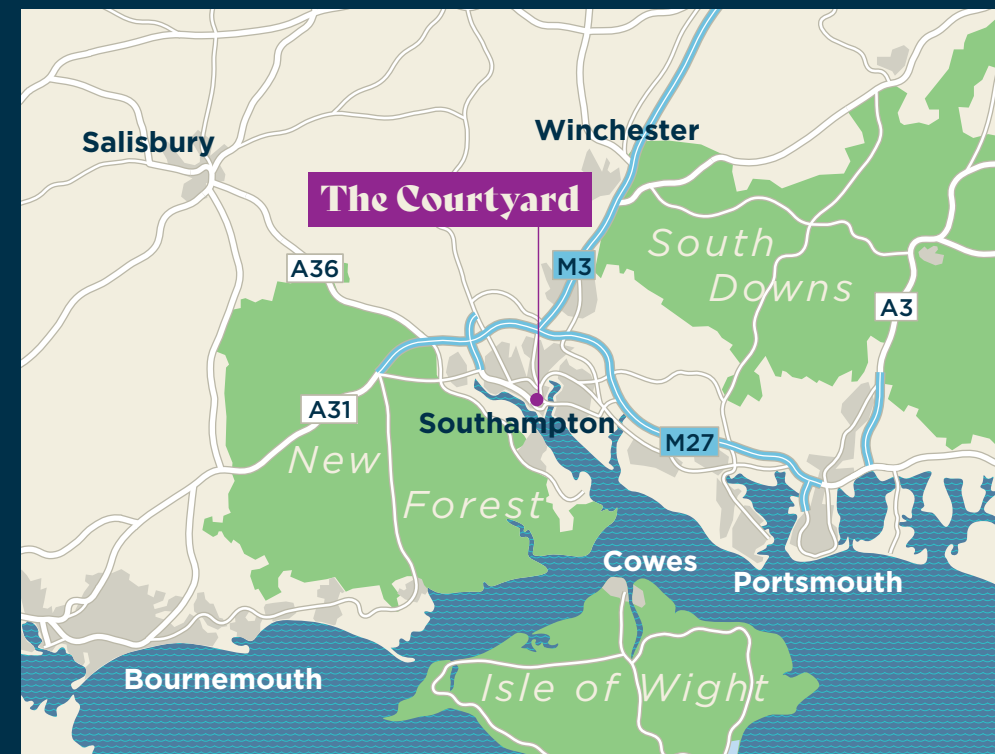 Winchester
Salisbury
The Courtyard
South
Downs
M3
A36
A3
A31
Southampton
M27
New
Forest
Cowes
Portsmouth
Bournemouth
Isle of Wight